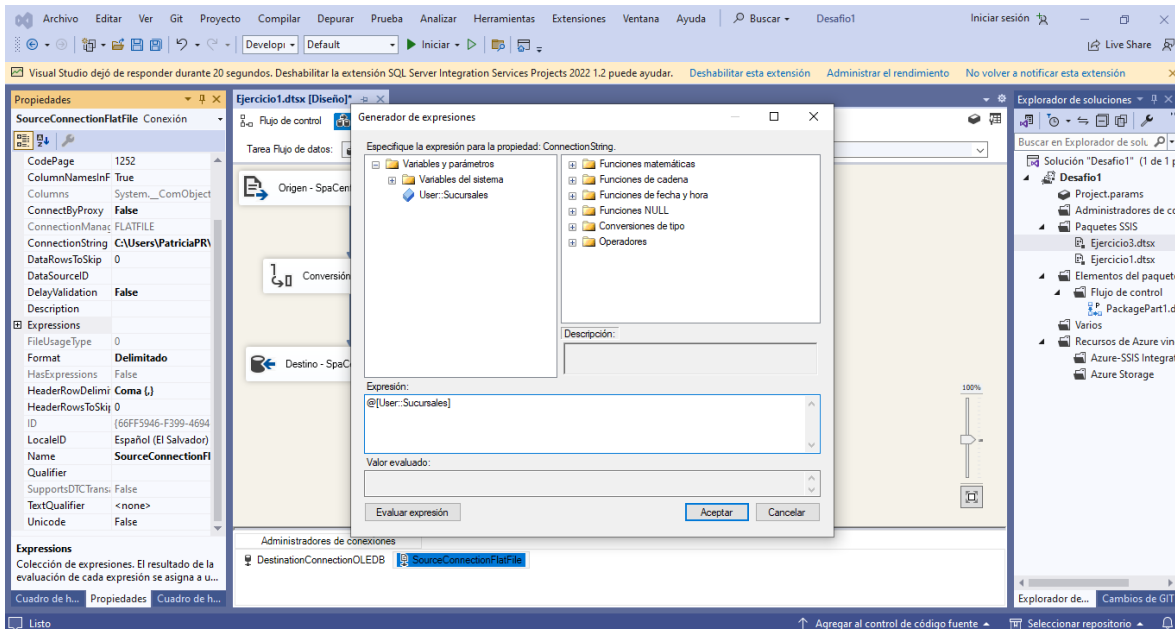 Archivo Editar Ver Git Proyecto Compilar Depurar Prueba Analizar Herramientas Extensiones Ventana Ayuda Buscar Desafio1 Iniciar sesión
Developi Default Iniciar Live Share
Visual Studio dejó de responder durante 20 segundos. Deshabilitar la extensión SQL Server Integration Services Projects 2022 1.2 puede ayudar. Deshabilitar esta extensión Administrar el rendimiento No volver a notificar esta extensión
Propiedades
SourceConnectionFlatFile Conexión
CodePage 1252
ColumnNamesInF True
Columns System.__ComObject
ConnectByProxy False
ConnectionManag FLATFILE
ConnectionString C:\Users\PatriciaPR\
DataRowsToSkip 0
DataSourceID
DelayValidation False
Description
Expressions
FileUsageType 0
Format Delimitado
HasExpressions False
HeaderRowDelimi Coma {,}
HeaderRowsToSkip 0
ID {66FF5946-F399-4694
LocaleID Español (El Salvador)
Name SourceConnectionFl
Qualifier
SupportsDTCTrans False
TextQualifier <none>
Unicode False
Expressions
Colección de expresiones. El resultado de la
evaluación de cada expresión se asigna a u...
Cuadro de h... Propiedades Cuadro de h...
Ejercicio1.dtsx [Diseño]*
Flujo de control
Tarea Flujo de datos:
Origen - SpaCen
Conversión
Destino - SpaC
100%
Administradores de conexiones
DestinationConnectionOLEDB SourceConnectionFlatFile
Generador de expresiones
Especifique la expresión para la propiedad: ConnectionString.
Variables y parámetros
Variables del sistema
User::Sucursales
Funciones matemáticas
Funciones de cadena
Funciones de fecha y hora
Funciones NULL
Conversiones de tipo
Operadores
Descripción:
Expresión:
@[User::Sucursales]
Valor evaluado:
Evaluar expresión Aceptar Cancelar
Explorador de soluciones
Buscar en Explorador de solu
Solución "Desafio1" (1 de 1 p
Desafio1
Project.params
Administradores de co
Paquetes SSIS
Ejercicio3.dtsx
Ejercicio1.dtsx
Elementos del paquet
Flujo de control
PackagePart1.d
Varios
Recursos de Azure vin
Azure-SSIS Integrat
Azure Storage
Explorador de... Cambios de GIT
Listo Agregar al control de código fuente Seleccionar repositorio